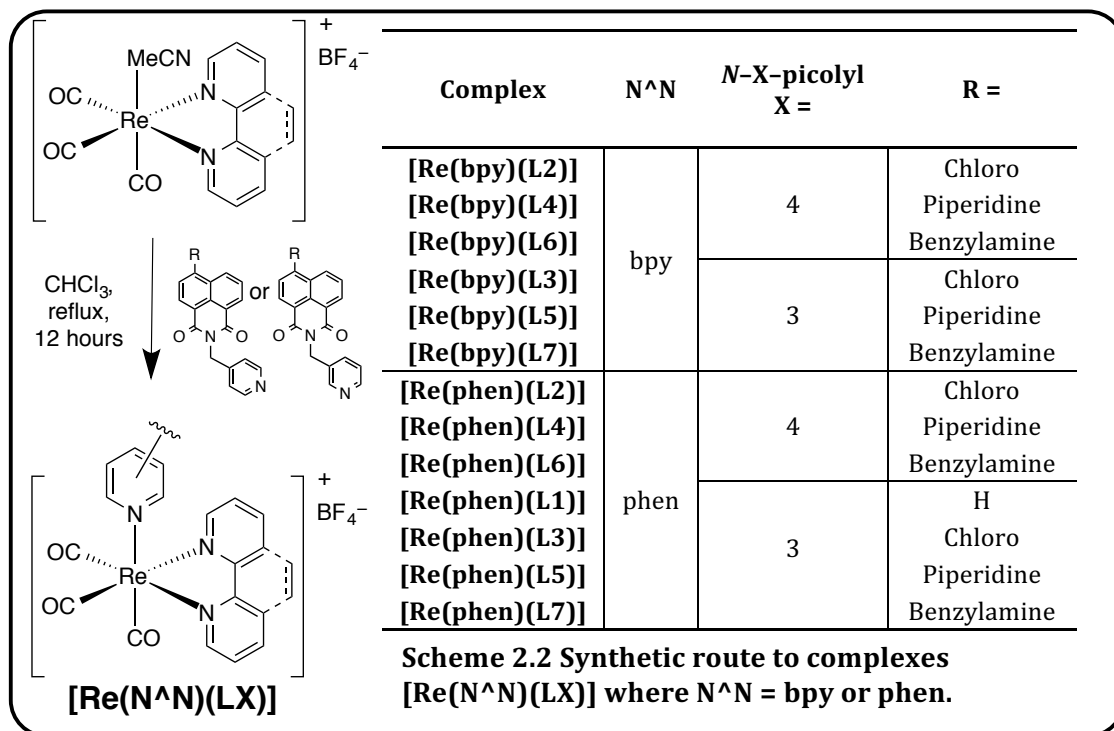 +
BF₄⁻
MeCN
OC
N
Re
OC
N
CO
CHCl₃,
reflux,
12 hours
R
or
R
O N O
O N O
N
N
+
BF₄⁻
N
OC
N
Re
OC
N
CO
[Re(N^N)(LX)]
Complex N^N N–X–picolyl X = R =
[Re(bpy)(L2)] bpy 4 Chloro
[Re(bpy)(L4)] Piperidine
[Re(bpy)(L6)] Benzylamine
[Re(bpy)(L3)] 3 Chloro
[Re(bpy)(L5)] Piperidine
[Re(bpy)(L7)] Benzylamine
[Re(phen)(L2)] phen 4 Chloro
[Re(phen)(L4)] Piperidine
[Re(phen)(L6)] Benzylamine
[Re(phen)(L1)] 3 H
[Re(phen)(L3)] Chloro
[Re(phen)(L5)] Piperidine
[Re(phen)(L7)] Benzylamine
Scheme 2.2 Synthetic route to complexes
[Re(N^N)(LX)] where N^N = bpy or phen.